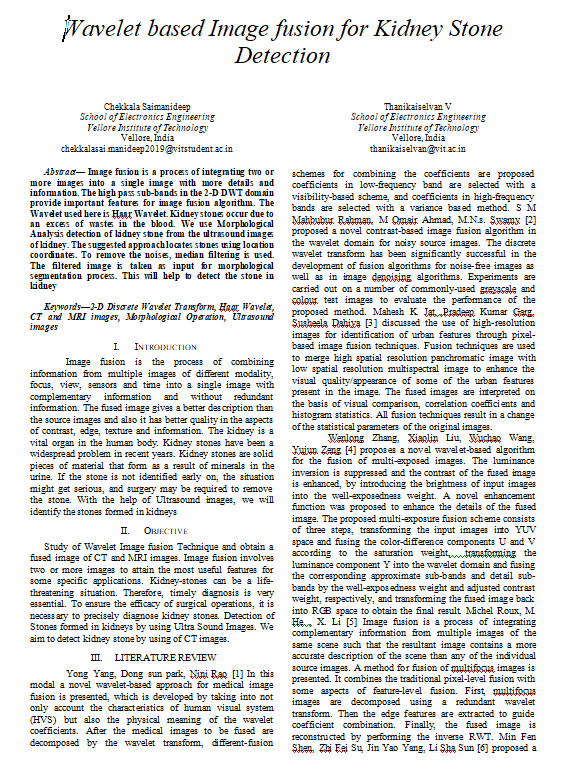 Wavelet based Image fusion for Kidney Stone
Detection
Chekkala Saimanideep
School of Electronics Engineering
Vellore Institute of Technology
Vellore, India
chekkalasai.manideep2019@vitstudent.ac.in
Thanikaiselvan V
School of Electronics Engineering
Vellore Institute of Technology
Vellore, India
thanikaiselvan@vit.ac.in
Abstract— Image fusion is a process of integrating two or
more images into a single image with more details and
information. The high pass sub-bands in the 2-D DWT domain
provide important features for image fusion algorithm. The
Wavelet used here is Haar Wavelet. Kidney stones occur due to
an excess of wastes in the blood. We use Morphological
Analysis detection of kidney stone from the ultrasound images
of kidney. The suggested approach locates stones using location
coordinates. To remove the noises, median filtering is used.
The filtered image is taken as input for morphological
segmentation process. This will help to detect the stone in
kidney
Keywords—2-D Discrete Wavelet Transform, Haar Wavelet,
CT and MRI images, Morphological Operation, Ultrasound
images
I. INTRODUCTION
Image fusion is the process of combining
information from multiple images of different modality,
focus, view, sensors and time into a single image with
complementary information and without redundant
information. The fused image gives a better description than
the source images and also it has better quality in the aspects
of contrast, edge, texture and information. The kidney is a
vital organ in the human body. Kidney stones have been a
widespread problem in recent years. Kidney stones are solid
pieces of material that form as a result of minerals in the
urine. If the stone is not identified early on, the situation
might get serious, and surgery may be required to remove
the stone. With the help of Ultrasound images, we will
identify the stones formed in kidneys
II. OBJECTIVE
Study of Wavelet Image fusion Technique and obtain a
fused image of CT and MRI images. Image fusion involves
two or more images to attain the most useful features for
some specific applications. Kidney-stones can be a life-
threatening situation. Therefore, timely diagnosis is very
essential. To ensure the efficacy of surgical operations, it is
necessary to precisely diagnose kidney stones. Detection of
Stones formed in kidneys by using Ultra Sound Images. We
aim to detect kidney stone by using of CT images.
III. LITERATURE REVIEW
Yong Yang, Dong sun park, Nini Rao [1] In this
modal a novel wavelet-based approach for medical image
fusion is presented, which is developed by taking into not
only account the characteristics of human visual system
(HVS) but also the physical meaning of the wavelet
coefficients. After the medical images to be fused are
decomposed by the wavelet transform, different-fusion
schemes for combining the coefficients are proposed
coefficients in low-frequency band are selected with a
visibility-based scheme, and coefficients in high-frequency
bands are selected with a variance based method. S M
Mahbubur Rahman, M Omair Ahmad, M.N.s. Swamy [2]
proposed a novel contrast-based image fusion algorithm in
the wavelet domain for noisy source images. The discrete
wavelet transform has been significantly successful in the
development of fusion algorithms for noise-free images as
well as in image denoising algorithms. Experiments are
carried out on a number of commonly-used greyscale and
colour test images to evaluate the performance of the
proposed method. Mahesh K Jat, Pradeep Kumar Garg,
Susheela Dahiya [3] discussed the use of high-resolution
images for identification of urban features through pixel-
based image fusion techniques. Fusion techniques are used
to merge high spatial resolution panchromatic image with
low spatial resolution multispectral image to enhance the
visual quality/appearance of some of the urban features
present in the image. The fused images are interpreted on
the basis of visual comparison, correlation coefficients and
histogram statistics. All fusion techniques result in a change
of the statistical parameters of the original images.
Wenlong Zhang, Xiaolin Liu, Wuchao Wang,
Yujun Zeng [4] proposes a novel wavelet-based algorithm
for the fusion of multi-exposed images. The luminance
inversion is suppressed and the contrast of the fused image
is enhanced, by introducing the brightness of input images
into the well-exposedness weight. A novel enhancement
function was proposed to enhance the details of the fused
image. The proposed multi-exposure fusion scheme consists
of three steps, transforming the input images into YUV
space and fusing the color-difference components U and V
according to the saturation weight, transforming the
luminance component Y into the wavelet domain and fusing
the corresponding approximate sub-bands and detail sub-
bands by the well-exposedness weight and adjusted contrast
weight, respectively, and transforming the fused image back
into RGB space to obtain the final result. Michel Roux, M.
He., X. Li [5] Image fusion is a process of integrating
complementary information from multiple images of the
same scene such that the resultant image contains a more
accurate description of the scene than any of the individual
source images. A method for fusion of multifocus images is
presented. It combines the traditional pixel-level fusion with
some aspects of feature-level fusion. First, multifocus
images are decomposed using a redundant wavelet
transform. Then the edge features are extracted to guide
coefficient combination. Finally, the fused image is
reconstructed by performing the inverse RWT. Min Fen
Shen, Zhi Fei Su, Jin Yao Yang, Li Sha Sun [6] proposed a